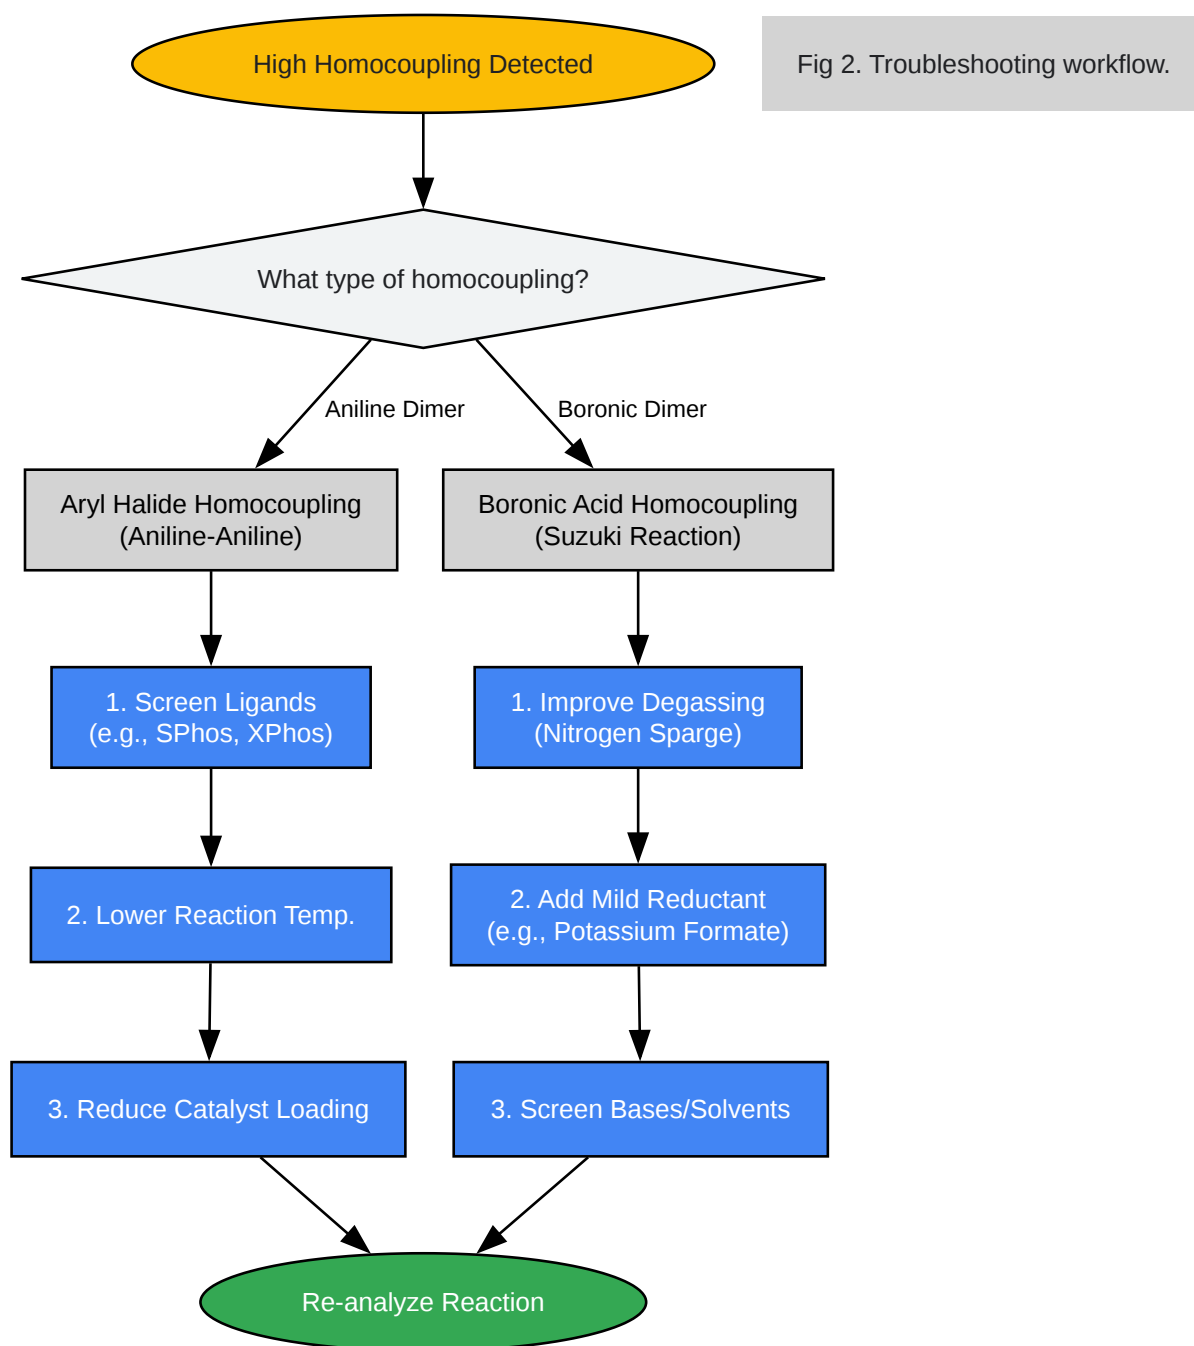 High Homocoupling Detected
Fig 2. Troubleshooting workflow.
What type of homocoupling?
Aniline Dimer
Boronic Dimer
Aryl Halide Homocoupling
(Aniline-Aniline)
Boronic Acid Homocoupling
(Suzuki Reaction)
1. Screen Ligands
(e.g., SPhos, XPhos)
1. Improve Degassing
(Nitrogen Sparge)
2. Lower Reaction Temp.
2. Add Mild Reductant
(e.g., Potassium Formate)
3. Reduce Catalyst Loading
3. Screen Bases/Solvents
Re-analyze Reaction